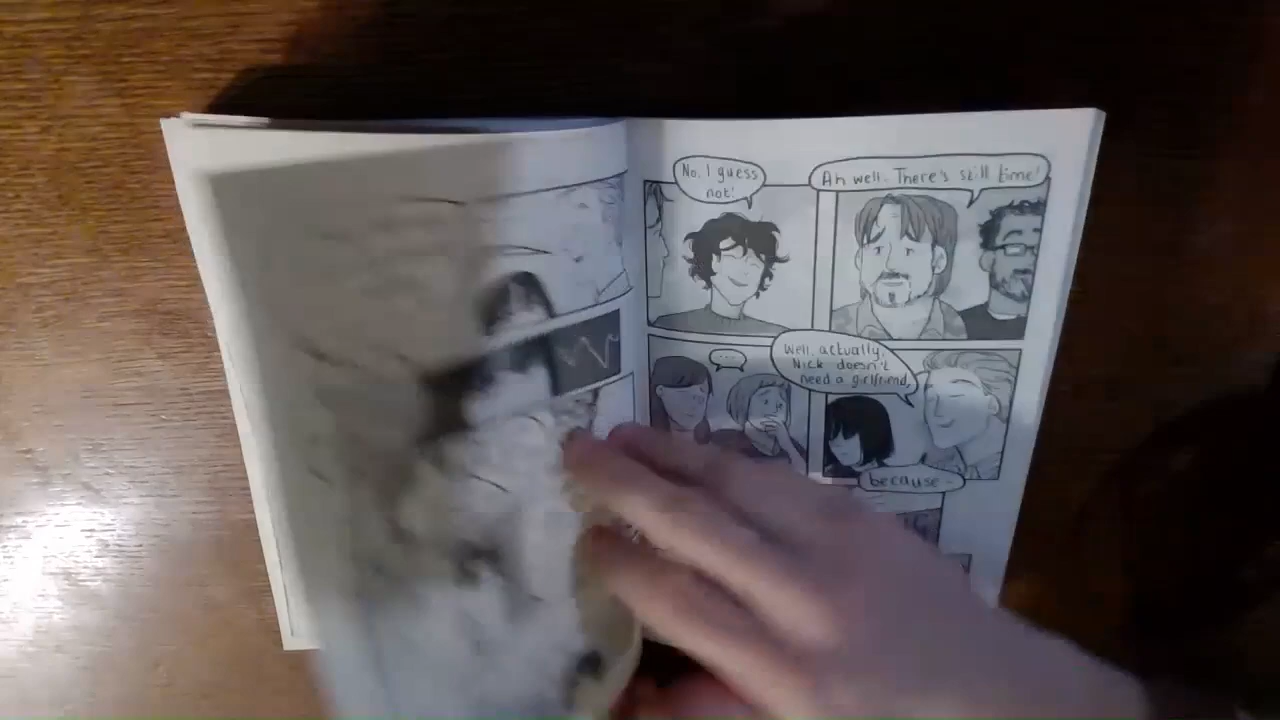 No, I guess
not!
Ah well. There's still time!
...
Well, actually,
Nick doesn't
need a girlfriend,
because -